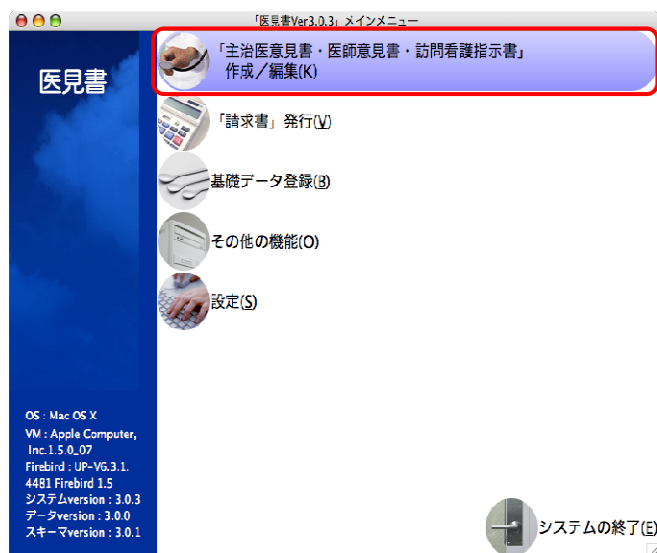 「医見書Ver3.0.3」メインメニュー
医見書
「主治医意見書・医師意見書・訪問看護指示書」
作成／編集(K)
「請求書」発行(V)
基礎データ登録(B)
その他の機能(O)
設定(S)
OS : Mac OS X
VM : Apple Computer,
Inc.1.5.0_07
Firebird : UP-V6.3.1.
4481 Firebird 1.5
システムversion : 3.0.3
データversion : 3.0.0
スキーマversion : 3.0.1
システムの終了(E)